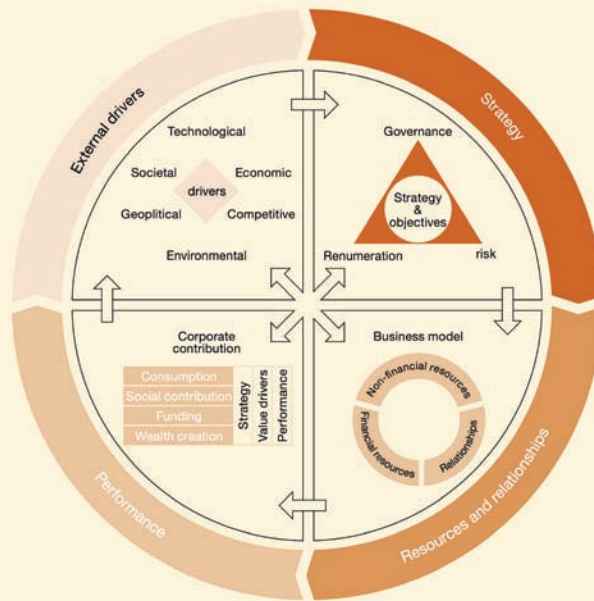 External drivers
Strategy
Technological
Societal
Economic
drivers
Geoplitical
Competitive
Environmental
Governance
Strategy
&
objectives
Renumeration
risk
Corporate
contribution
Consumption
Social contribution
Funding
Wealth creation
Strategy
Value drivers
Performance
Business model
Non-financial resources
Financial resources
Relationships
Performance
Resources and relationships